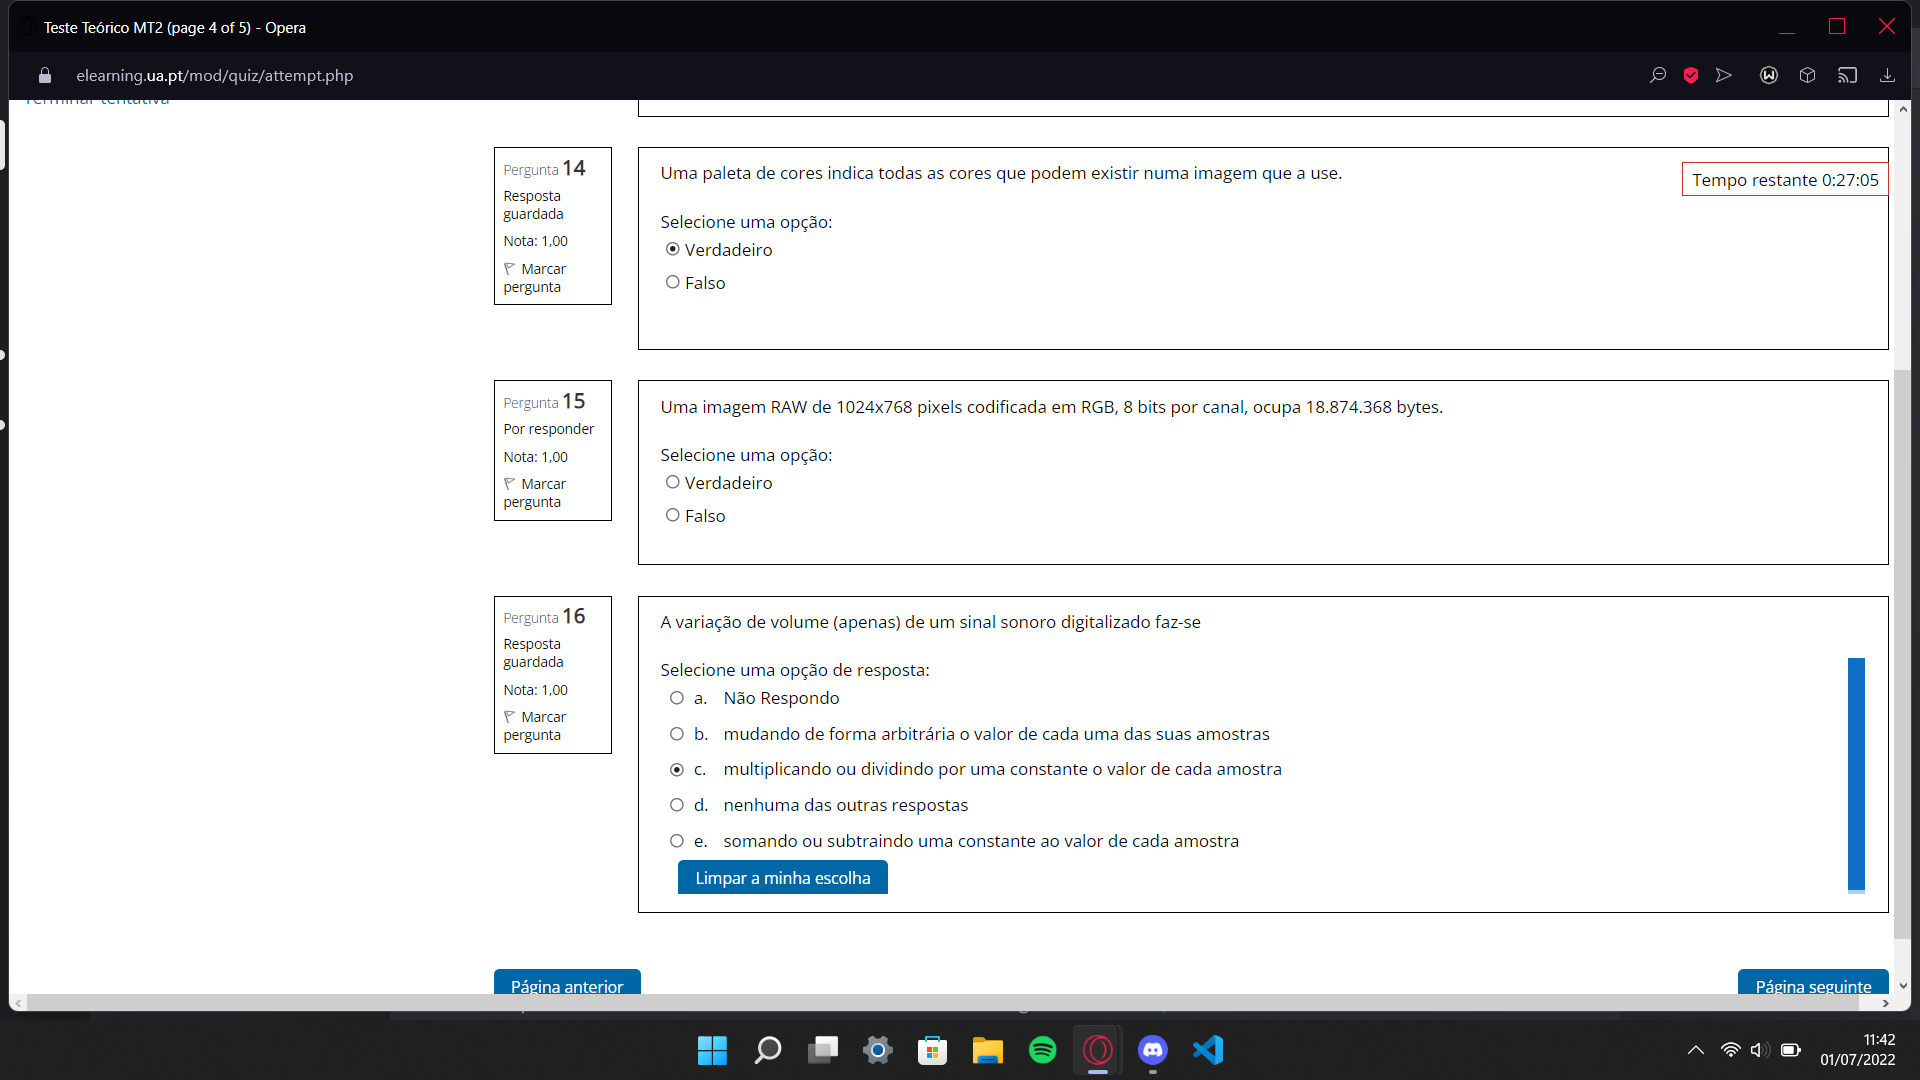 Teste Teórico MT2 (page 4 of 5) - Opera
elearning.ua.pt/mod/quiz/attempt.php
Terminar tentativa
Pergunta 14
Resposta
guardada
Nota: 1,00
Marcar
pergunta
Uma paleta de cores indica todas as cores que podem existir numa imagem que a use.
Tempo restante 0:27:05
Selecione uma opção:
Verdadeiro
Falso
Pergunta 15
Por responder
Nota: 1,00
Marcar
pergunta
Uma imagem RAW de 1024x768 pixels codificada em RGB, 8 bits por canal, ocupa 18.874.368 bytes.
Selecione uma opção:
Verdadeiro
Falso
Pergunta 16
Resposta
guardada
Nota: 1,00
Marcar
pergunta
A variação de volume (apenas) de um sinal sonoro digitalizado faz-se
Selecione uma opção de resposta:
a. Não Respondo
b. mudando de forma arbitrária o valor de cada uma das suas amostras
c. multiplicando ou dividindo por uma constante o valor de cada amostra
d. nenhuma das outras respostas
e. somando ou subtraindo uma constante ao valor de cada amostra
Limpar a minha escolha
Página anterior
Página seguinte
11:42
01/07/2022